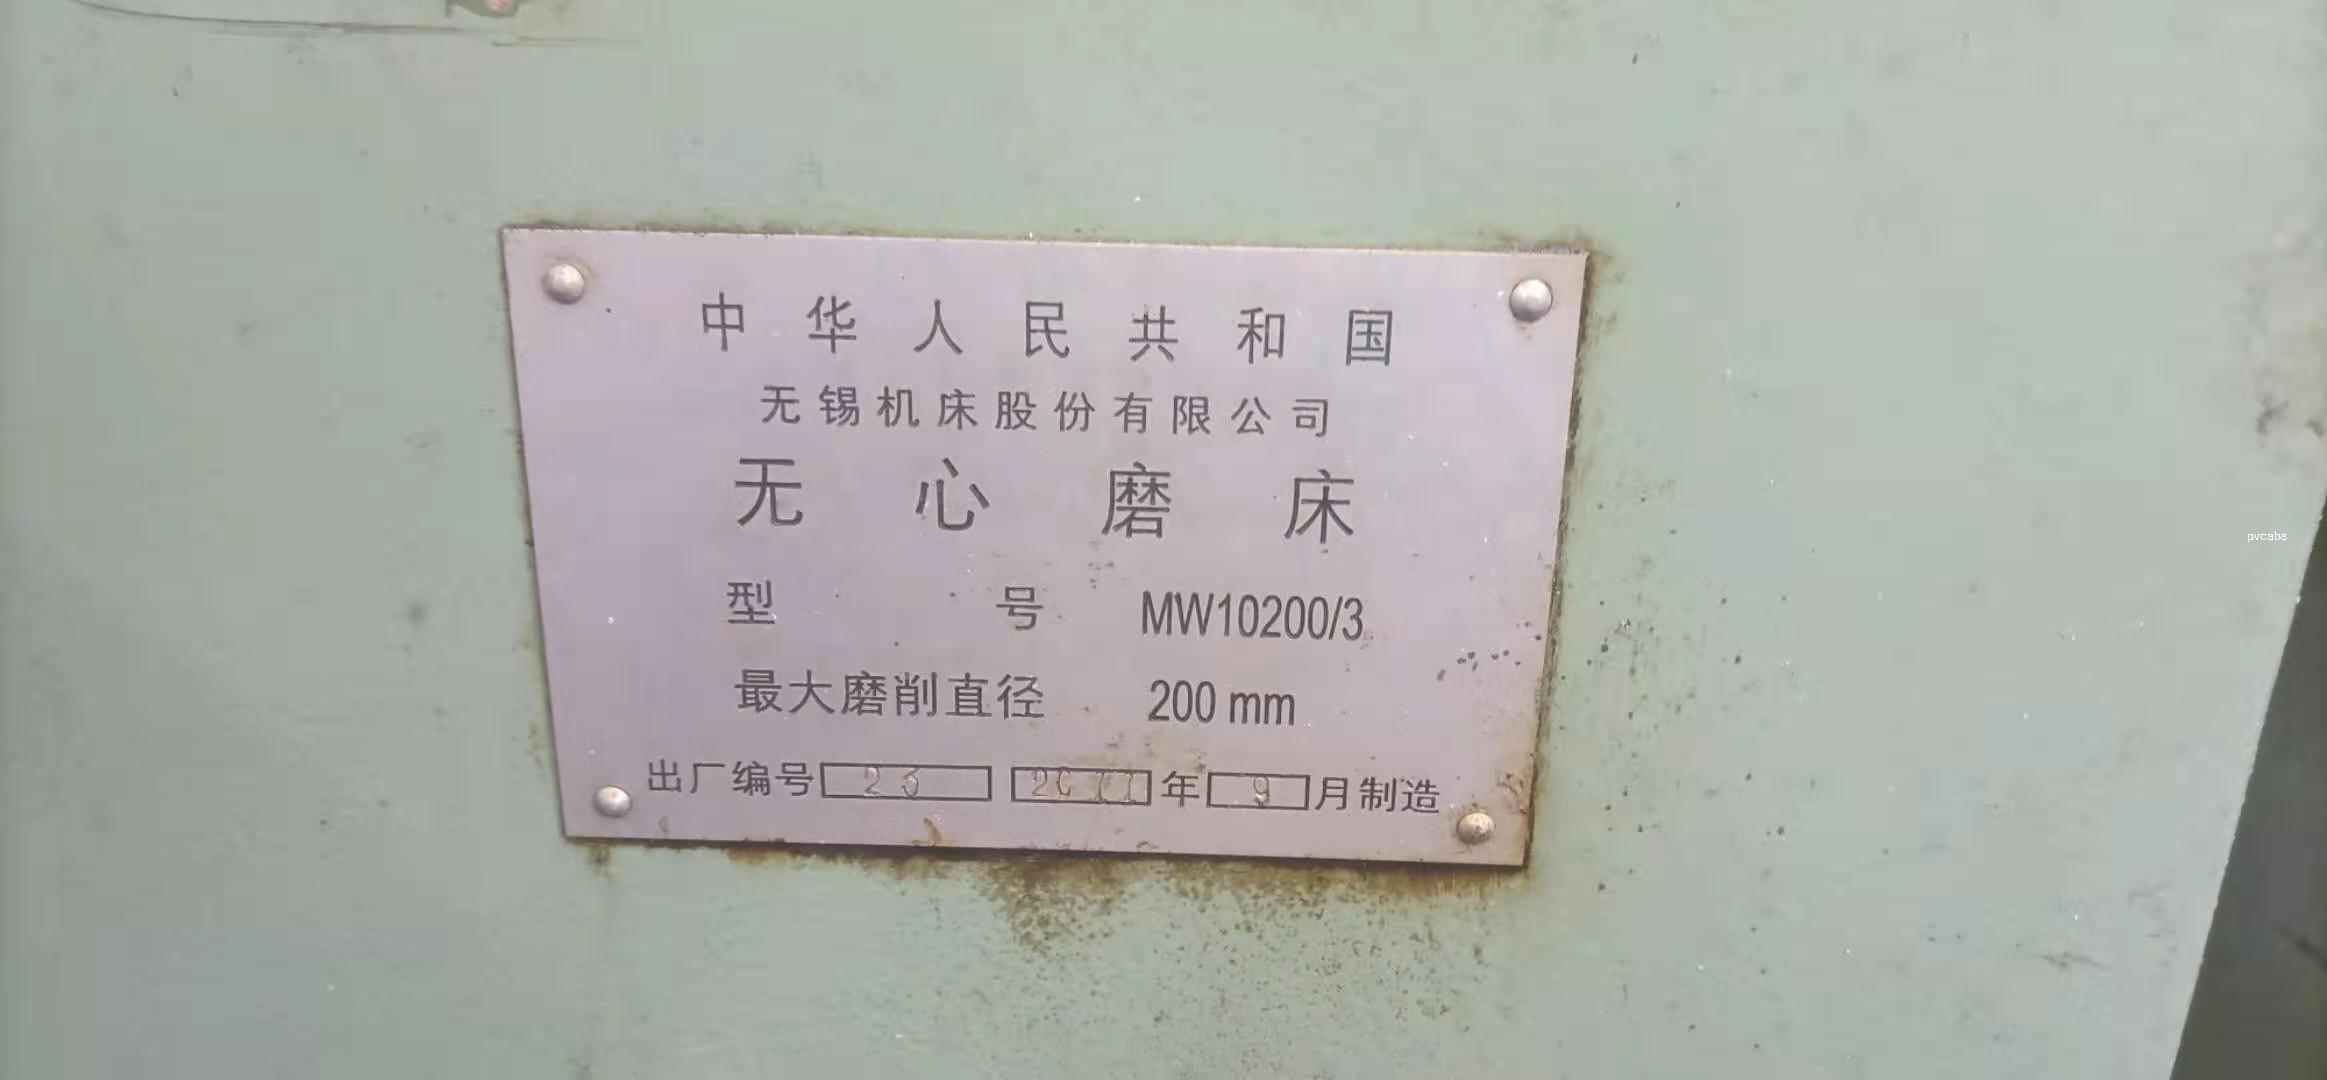 中华人民共和国
无锡机床股份有限公司
无心磨床
型 号 MW10200/3
最大磨削直径 200 mm
出厂编号 23 2011 年 9 月制造
pvcabs